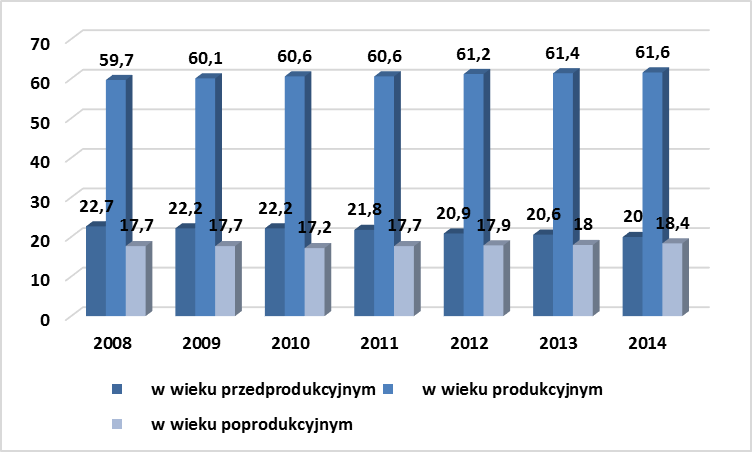 70
60
50
40
30
20
10
0
59,7 60,1 60,6 60,6 61,2 61,4 61,6
22,7 22,2 22,2 21,8 20,9 20,6 20
17,7 17,7 17,2 17,7 17,9 18 18,4
2008 2009 2010 2011 2012 2013 2014
w wieku przedprodukcyjnym w wieku produkcyjnym
w wieku poprodukcyjnym